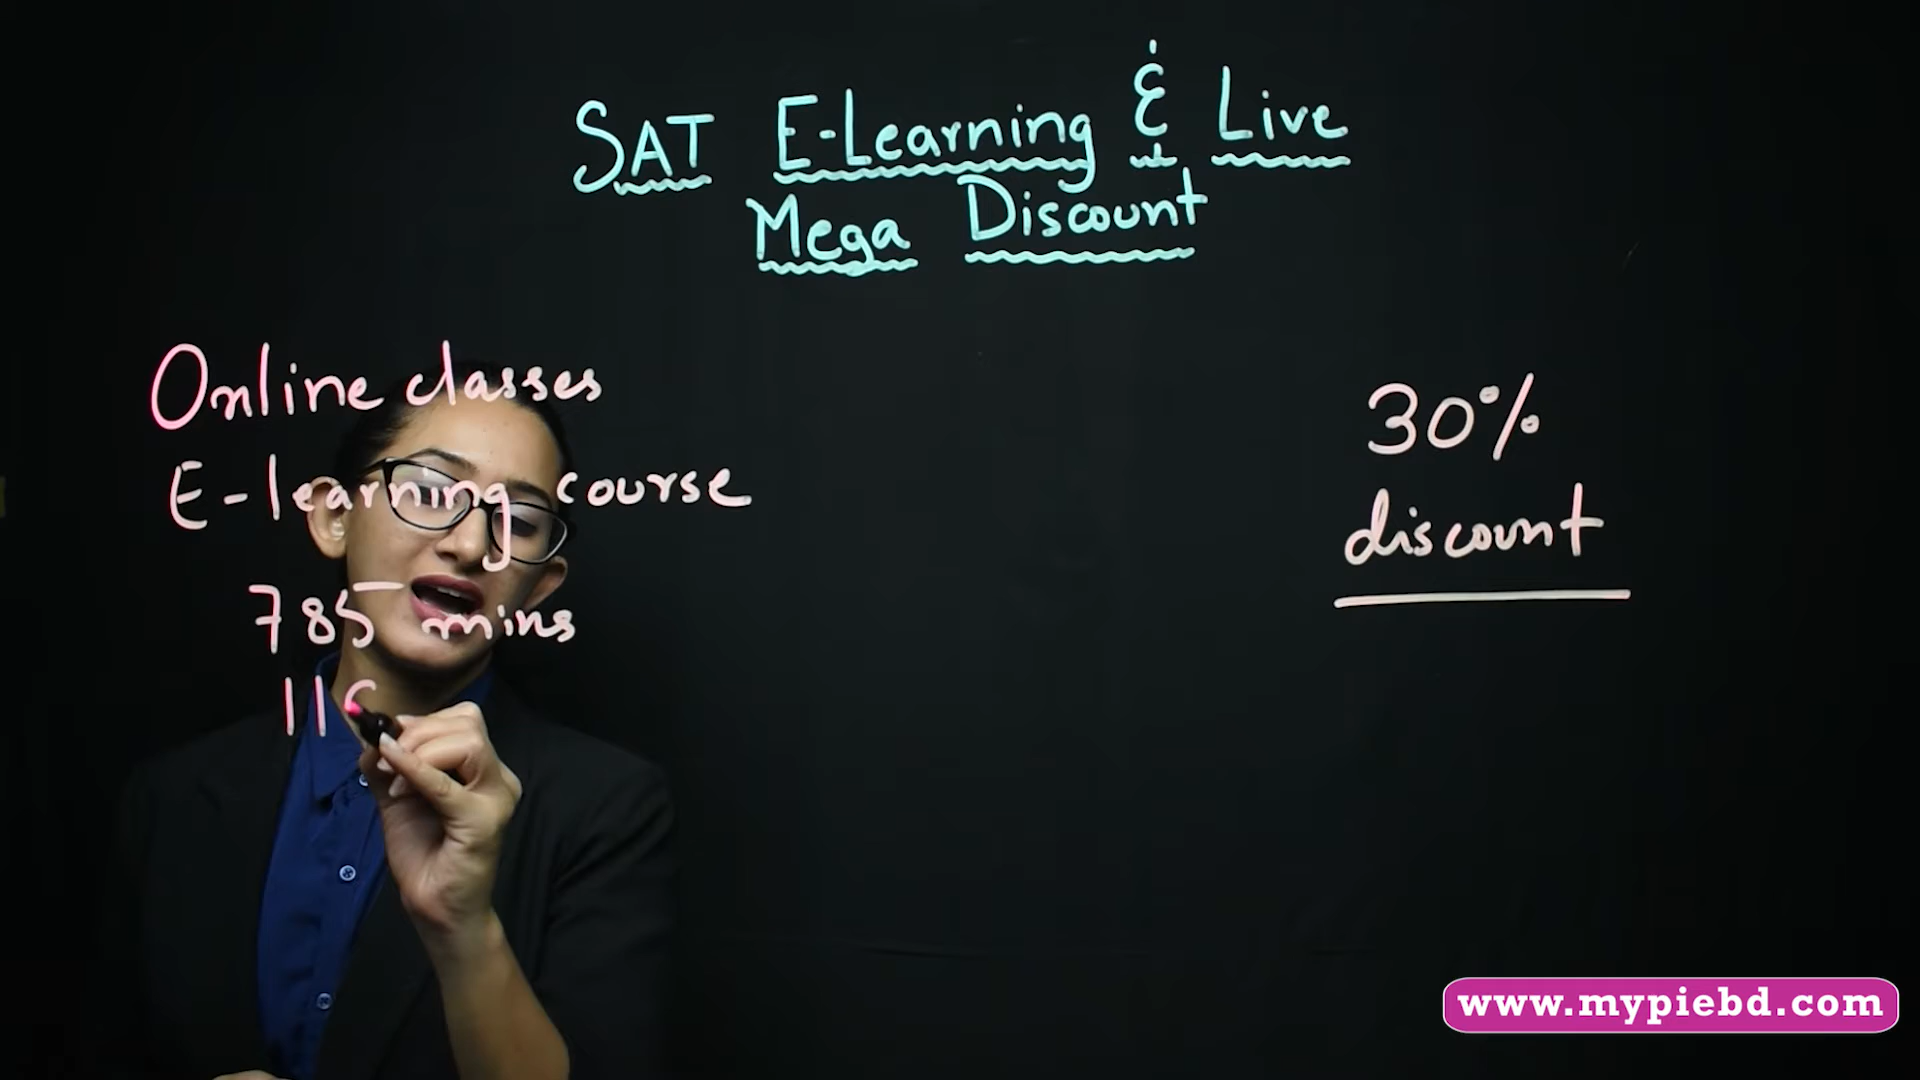 SAT E-Learning & Live
Mega Discount
Online classes
E-learning course
785 mins
30%
discount
www.mypiebd.com